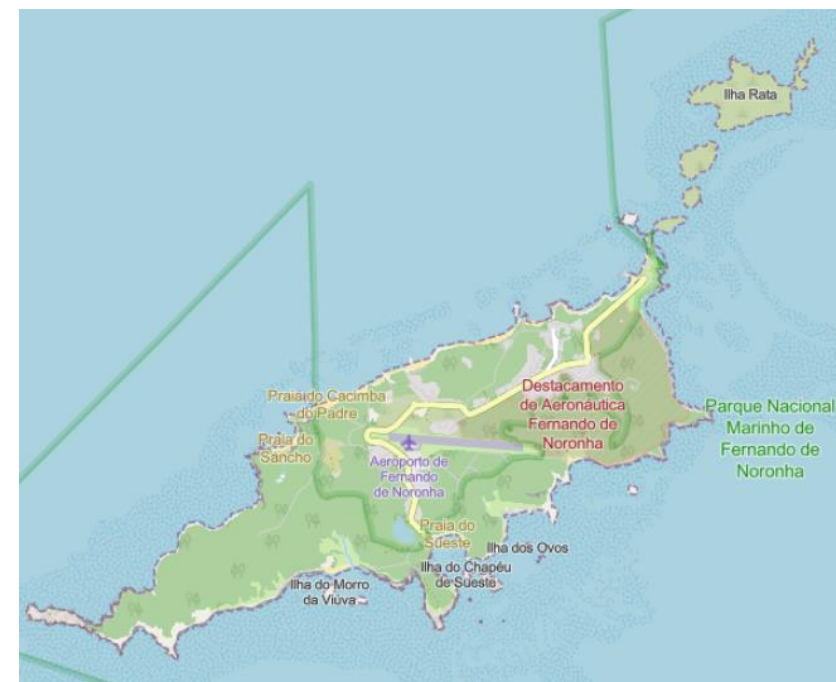 Ilha Rata
Praia do Cacimba
do Padre
Praia do
Sancho
Destacamento
de Aeronáutica
Fernando de
Noronha
Parque Nacional
Marinho de
Fernando de
Noronha
Aeroporto de
Fernando
de Noronha
Praia do
Sueste
Ilha dos Ovos
Ilha do Chapéu
de Sueste
Ilha do Morro
da Viúva